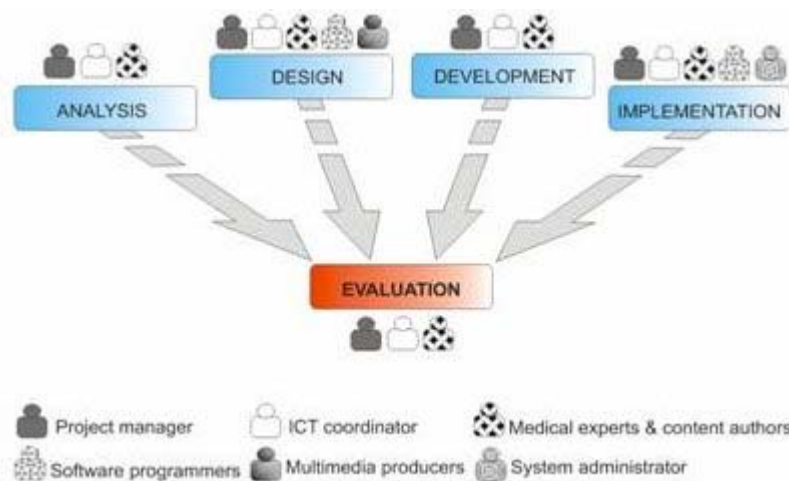 DESIGN
DEVELOPMENT
ANALYSIS
IMPLEMENTATION
EVALUATION
Project manager
ICT coordinator
Medical experts & content authors
Software programmers
Multimedia producers
System administrator